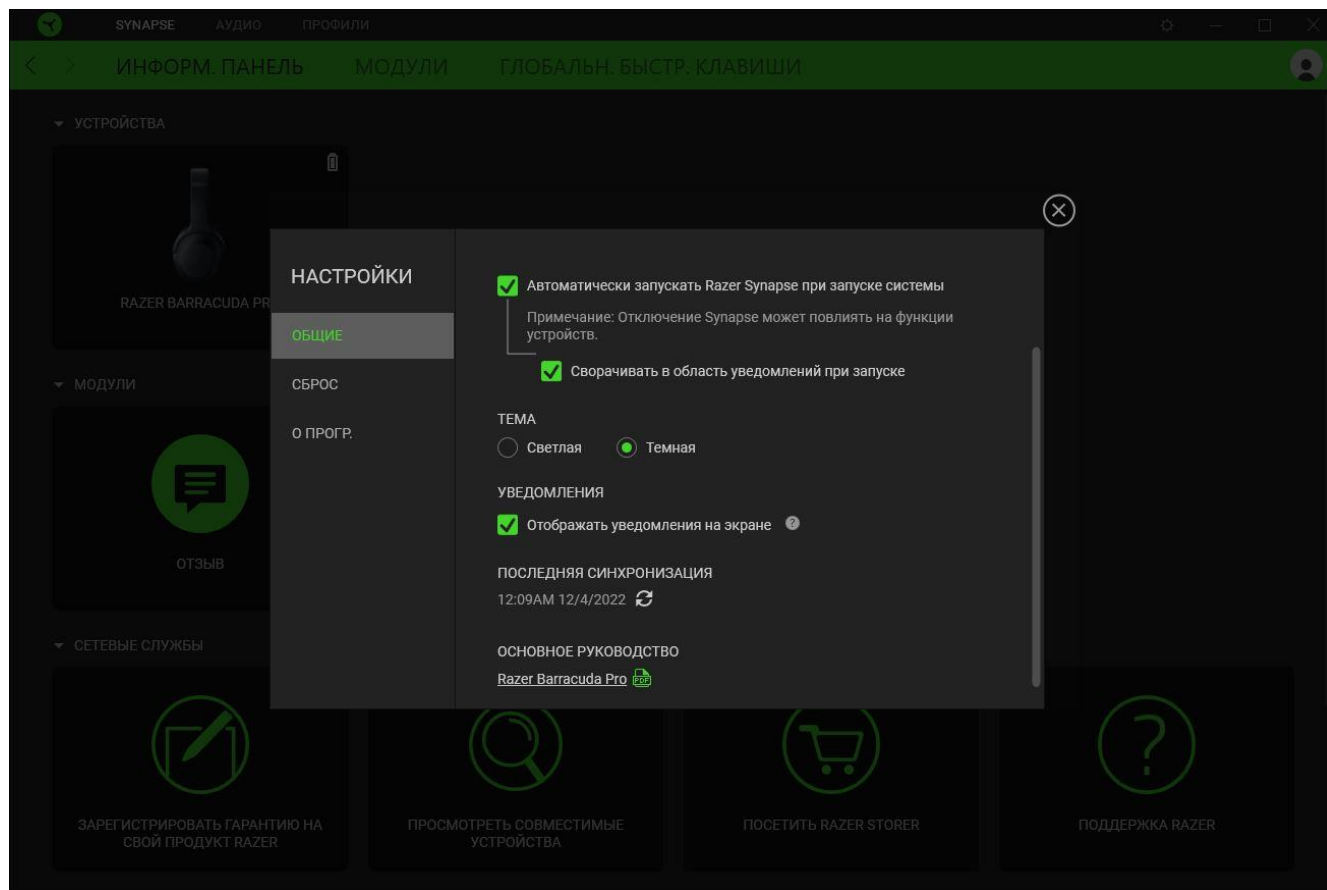 SYNAPSE АУДИО ПРОФИЛИ
ИНФОРМ. ПАНЕЛЬ МОДУЛИ ГЛОБАЛЬН. БЫСТР. КЛАВИШИ
УСТРОЙСТВА
RAZER BARRACUDA PR
МОДУЛИ
ОТЗЫВ
СЕТЕВЫЕ СЛУЖБЫ
ЗАРЕГИСТРИРОВАТЬ ГАРАНТИЮ НА
СВОЙ ПРОДУКТ RAZER
ПРОСМОТРЕТЬ СОВМЕСТИМЫЕ
УСТРОЙСТВА
ПОСЕТИТЬ RAZER STORER
ПОДДЕРЖКА RAZER
НАСТРОЙКИ
ОБЩИЕ
СБРОС
О ПРОГР.
Автоматически запускать Razer Synapse при запуске системы
Примечание: Отключение Synapse может повлиять на функции
устройств.
Сворачивать в область уведомлений при запуске
ТЕМА
Светлая Темная
УВЕДОМЛЕНИЯ
Отображать уведомления на экране ?
ПОСЛЕДНЯЯ СИНХРОНИЗАЦИЯ
12:09AM 12/4/2022
ОСНОВНОЕ РУКОВОДСТВО
Razer Barracuda Pro PDF